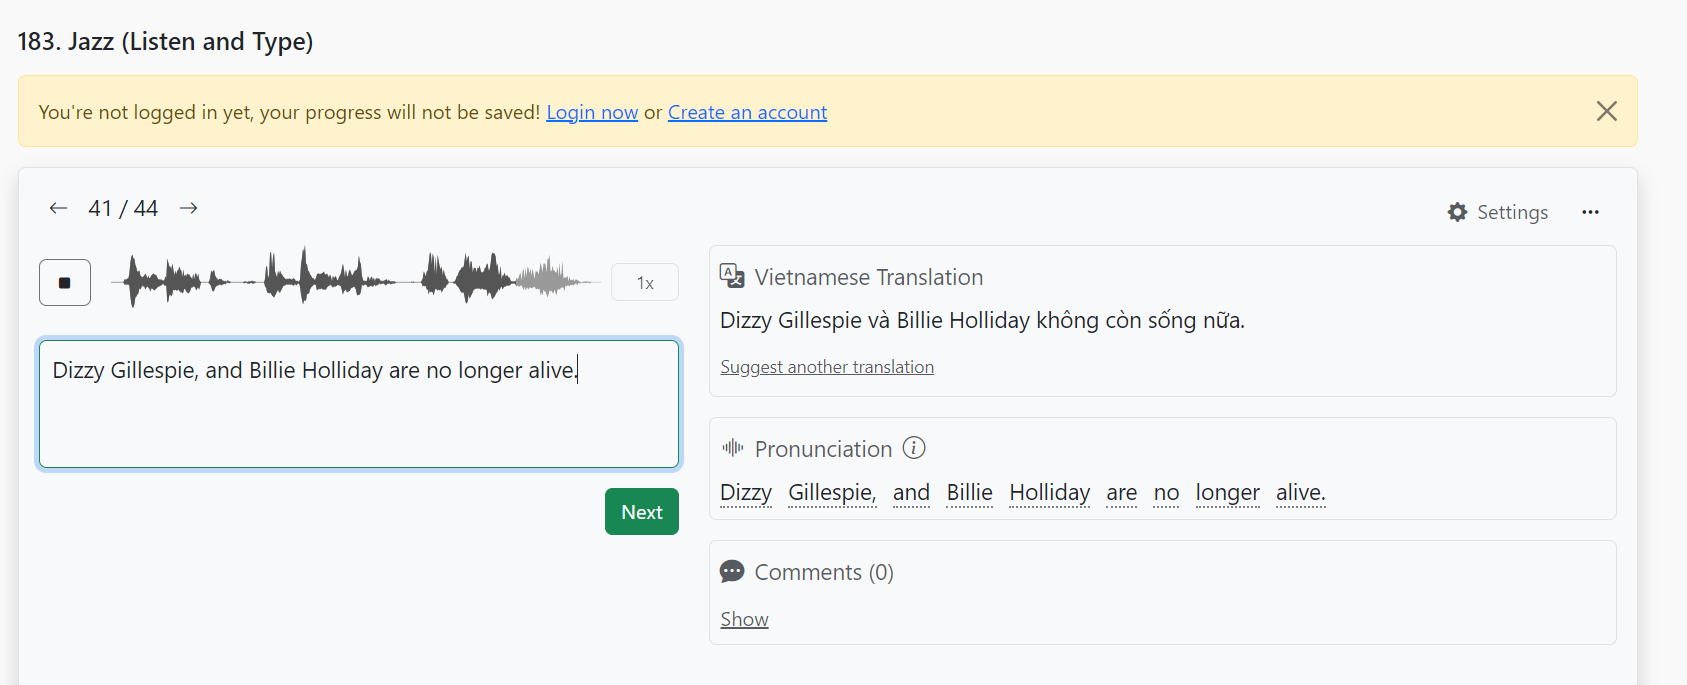 183. Jazz (Listen and Type)
You're not logged in yet, your progress will not be saved! Login now or Create an account
← 41 / 44 →
Settings
1x
Dizzy Gillespie, and Billie Holliday are no longer alive.
Next
Vietnamese Translation
Dizzy Gillespie và Billie Holliday không còn sống nữa.
Suggest another translation
Pronunciation
Dizzy Gillespie, and Billie Holliday are no longer alive.
Comments (0)
Show